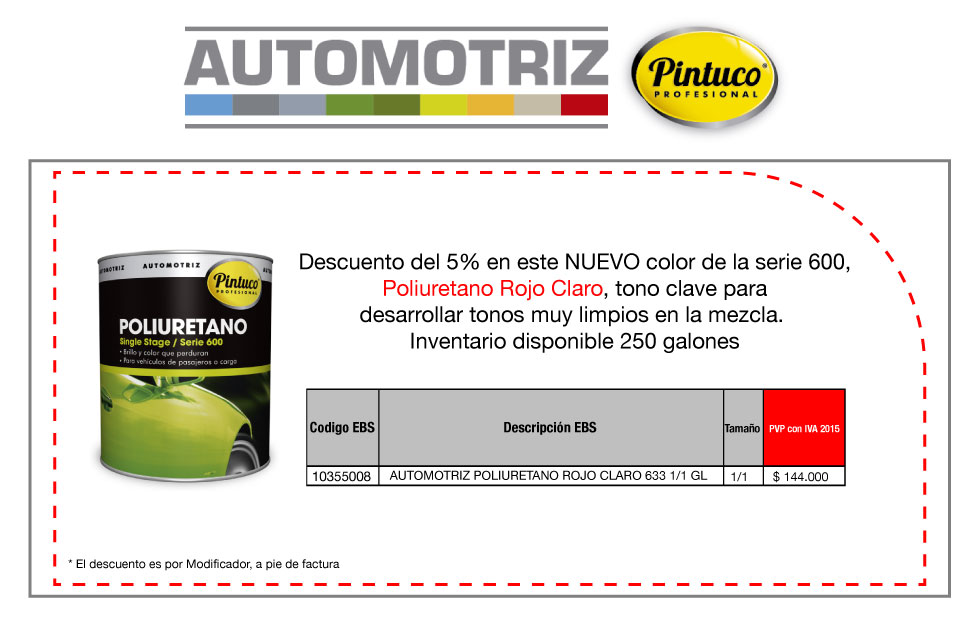 AUTOMOTRIZ
Pintuco®
PROFESIONAL
AUTOMOTRIZ AUTOMOTRIZ
Pintuco
PROFESIONAL
POLIURETANO
Single Stage / Serie 600
• Brillo y color que perduran
• Para vehículos de pasajeros o carga
Descuento del 5% en este NUEVO color de la serie 600,
Poliuretano Rojo Claro, tono clave para
desarrollar tonos muy limpios en la mezcla.
Inventario disponible 250 galones
Codigo EBS Descripción EBS Tamaño PVP con IVA 2015
10355008 AUTOMOTRIZ POLIURETANO ROJO CLARO 633 1/1 GL 1/1 $ 144.000
* El descuento es por Modificador, a pie de factura